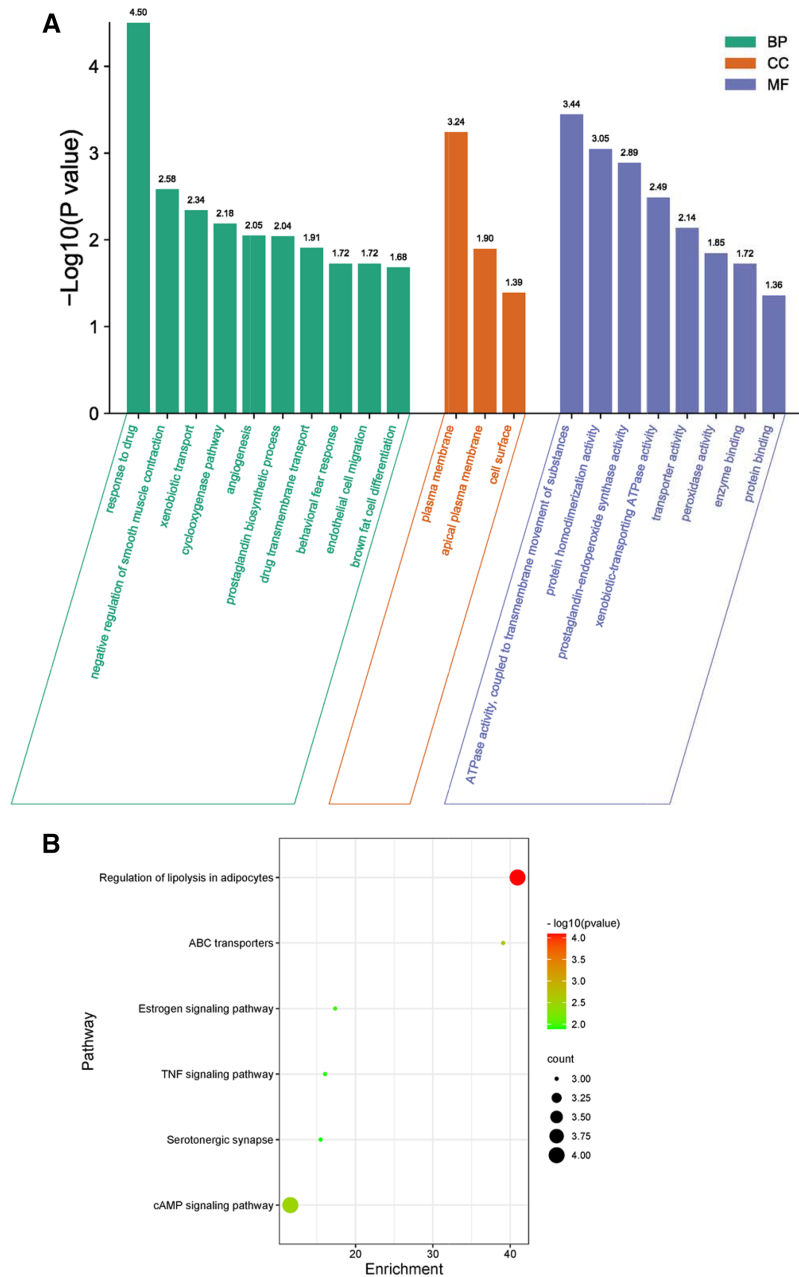 A
−Log10(P value)
4
3
2
1
0
4.50
2.58
2.34
2.18
2.05
2.04
1.91
1.72
1.72
1.68
3.24
1.90
1.39
3.44
3.05
2.89
2.49
2.14
1.85
1.72
1.36
BP
CC
MF
response to drug
negative regulation of smooth muscle contraction
xenobiotic transport
cyclooxygenase pathway
angiogenesis
prostaglandin biosynthetic process
drug transmembrane transport
behavioral fear response
endothelial cell migration
brown fat cell differentiation
plasma membrane
apical plasma membrane
cell surface
ATPase activity, coupled to transmembrane movement of substances
protein homodimerization activity
prostaglandin-endoperoxide synthase activity
xenobiotic-transporting ATPase activity
transporter activity
peroxidase activity
enzyme binding
protein binding
B
Pathway
Regulation of lipolysis in adipocytes
ABC transporters
Estrogen signaling pathway
TNF signaling pathway
Serotonergic synapse
cAMP signaling pathway
20
30
40
Enrichment
- log10(pvalue)
4.0
3.5
3.0
2.5
2.0
count
3.00
3.25
3.50
3.75
4.00